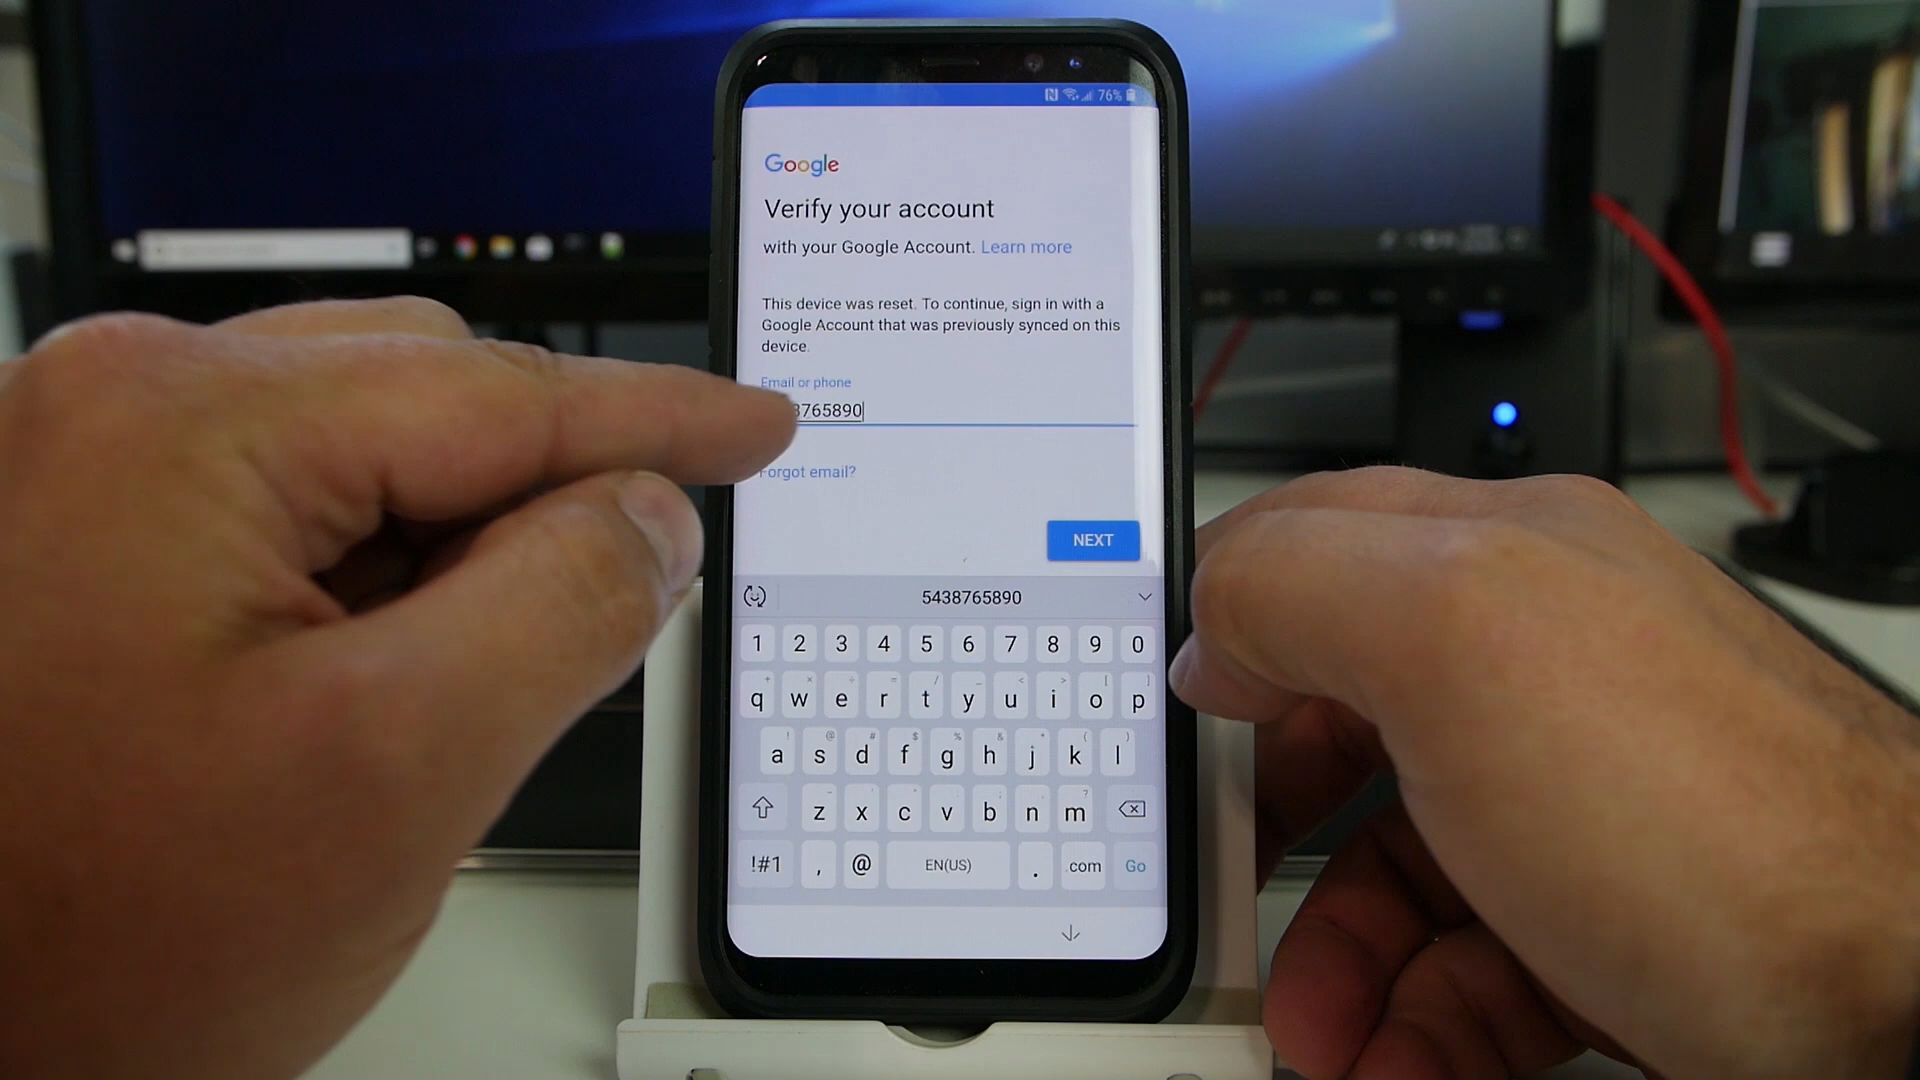 76%
Google
Verify your account
with your Google Account. Learn more
This device was reset. To continue, sign in with a
Google Account that was previously synced on this
device.
Email or phone
8765890
Forgot email?
NEXT
5438765890
1 2 3 4 5 6 7 8 9 0
q w e r t y u i o p
a s d f g h j k l
z x c v b n m
!#1 , @ EN(US) . .com Go